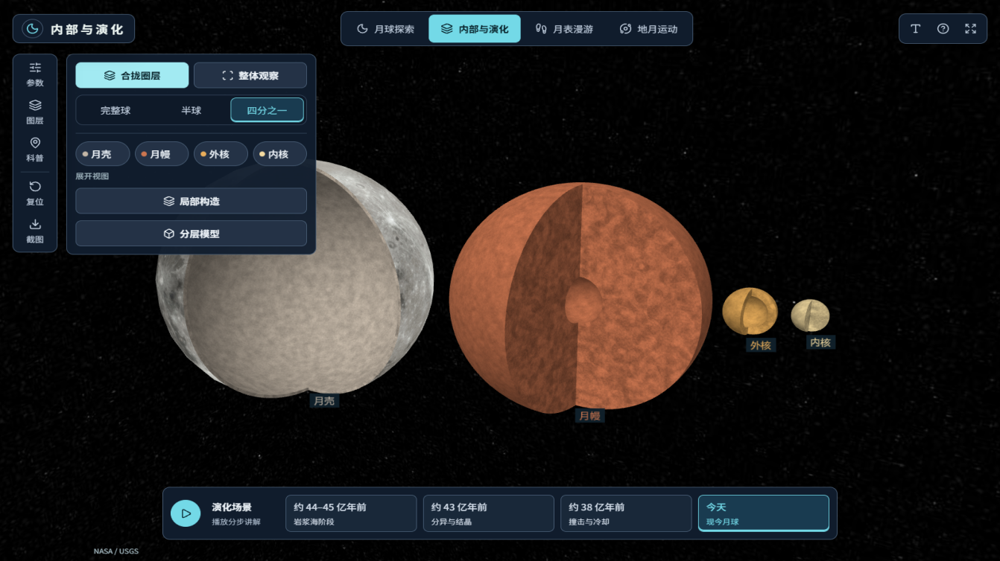 内部与演化
月球探索
内部与演化
月表漫游
地月运动
参数
图层
科普
复位
截图
合拢圈层
整体观察
完整球
半球
四分之一
月壳
月幔
外核
内核
展开视图
局部构造
分层模型
外核
内核
月壳
月幔
演化场景
播放分步讲解
约 44–45 亿年前
岩浆海阶段
约 43 亿年前
分异与结晶
约 38 亿年前
撞击与冷却
今天
现今月球
NASA / USGS